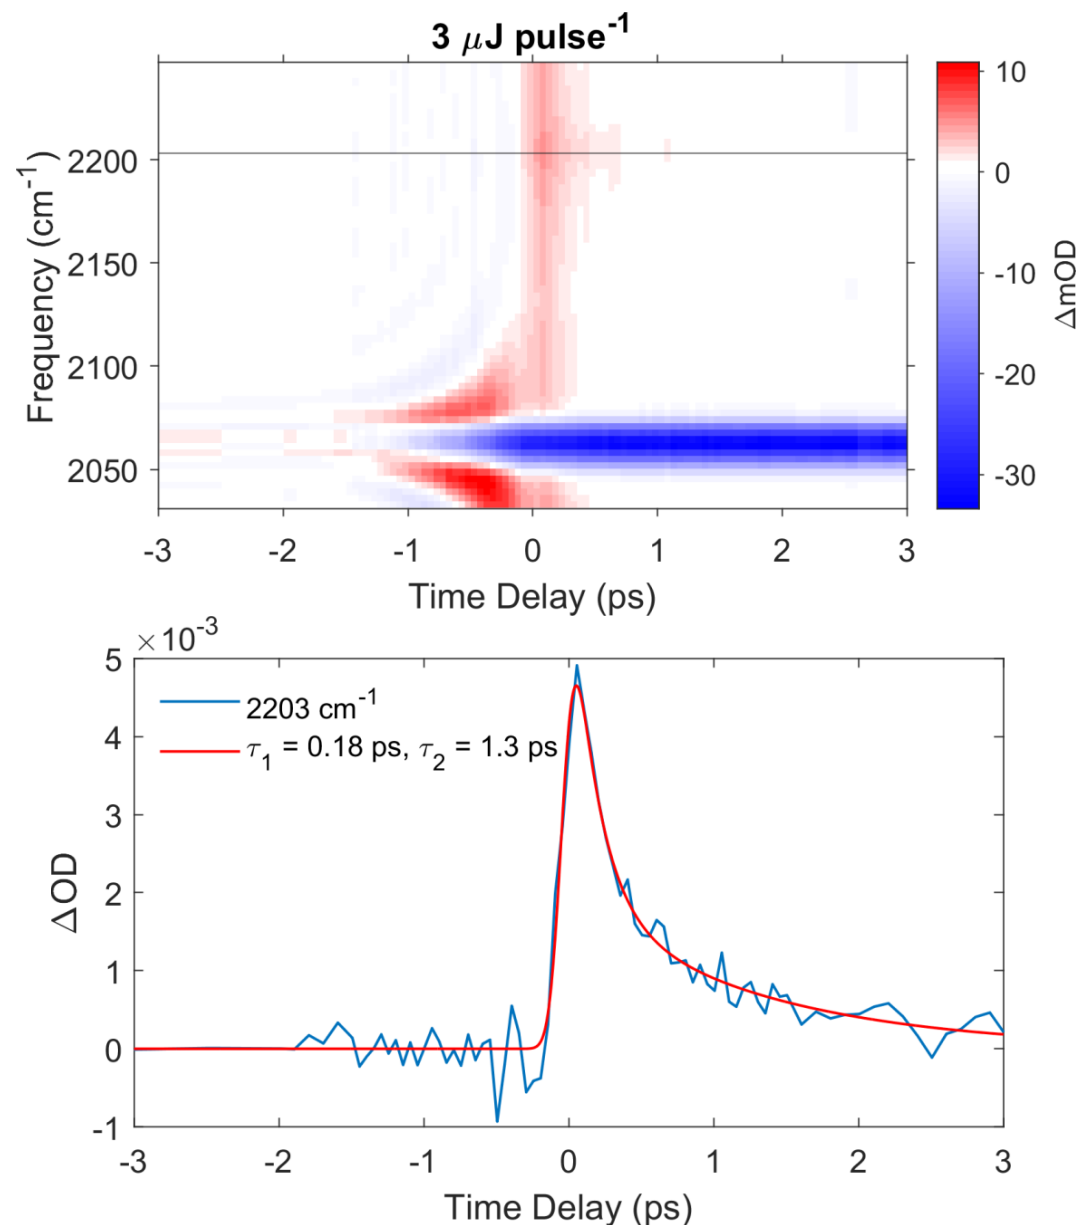 3 μJ pulse⁻¹
Frequency (cm⁻¹)
2200
2150
2100
2050
-3 -2 -1 0 1 2 3
Time Delay (ps)
10
0
-10
-20
-30
ΔmOD
×10⁻³
5
4
3
2
1
0
-1
ΔOD
2203 cm⁻¹
τ₁ = 0.18 ps, τ₂ = 1.3 ps
-3 -2 -1 0 1 2 3
Time Delay (ps)